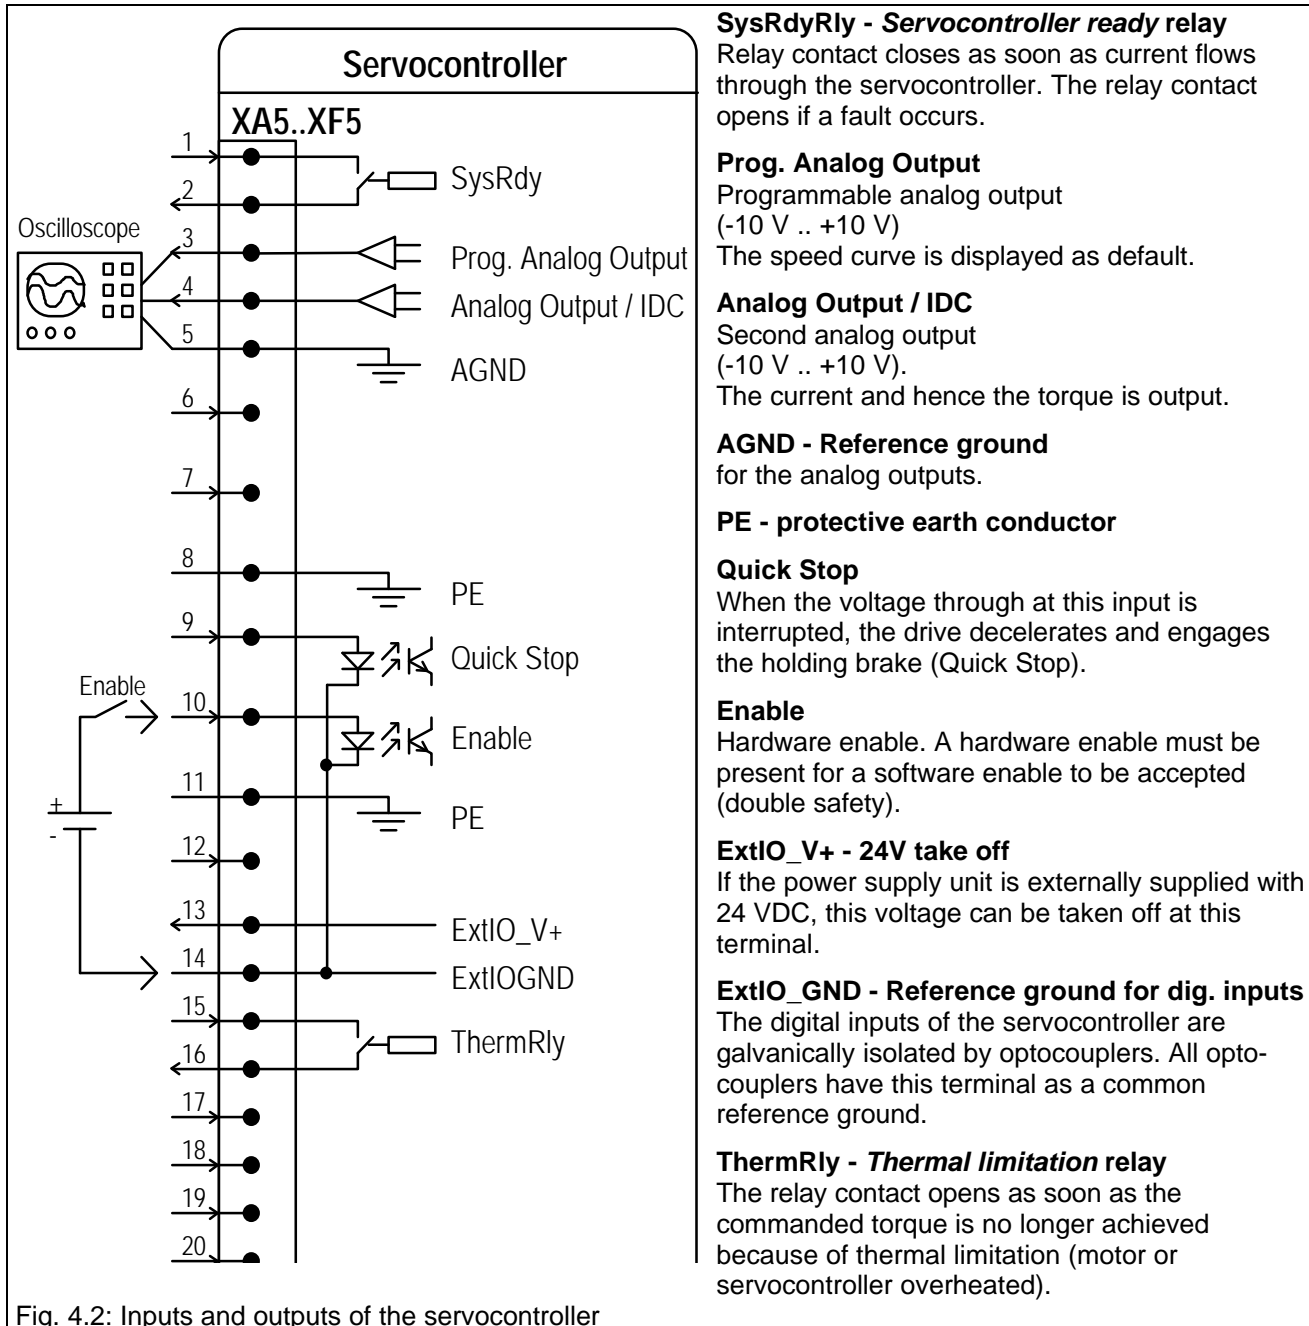 Servocontroller
XA5..XF5
1
2
SysRdy
Oscilloscope
3
Prog. Analog Output
4
Analog Output / IDC
5
AGND
6
7
8
PE
9
Quick Stop
Enable
10
Enable
11
PE
+
-
12
13
ExtIO_V+
14
ExtIOGND
15
16
ThermRly
17
18
19
20
SysRdyRly - Servocontroller ready relay
Relay contact closes as soon as current flows
through the servocontroller. The relay contact
opens if a fault occurs.
Prog. Analog Output
Programmable analog output
(-10 V .. +10 V)
The speed curve is displayed as default.
Analog Output / IDC
Second analog output
(-10 V .. +10 V).
The current and hence the torque is output.
AGND - Reference ground
for the analog outputs.
PE - protective earth conductor
Quick Stop
When the voltage through at this input is
interrupted, the drive decelerates and engages
the holding brake (Quick Stop).
Enable
Hardware enable. A hardware enable must be
present for a software enable to be accepted
(double safety).
ExtIO_V+ - 24V take off
If the power supply unit is externally supplied with
24 VDC, this voltage can be taken off at this
terminal.
ExtIO_GND - Reference ground for dig. inputs
The digital inputs of the servocontroller are
galvanically isolated by optocouplers. All opto-
couplers have this terminal as a common
reference ground.
ThermRly - Thermal limitation relay
The relay contact opens as soon as the
commanded torque is no longer achieved
because of thermal limitation (motor or
servocontroller overheated).
Fig. 4.2: Inputs and outputs of the servocontroller